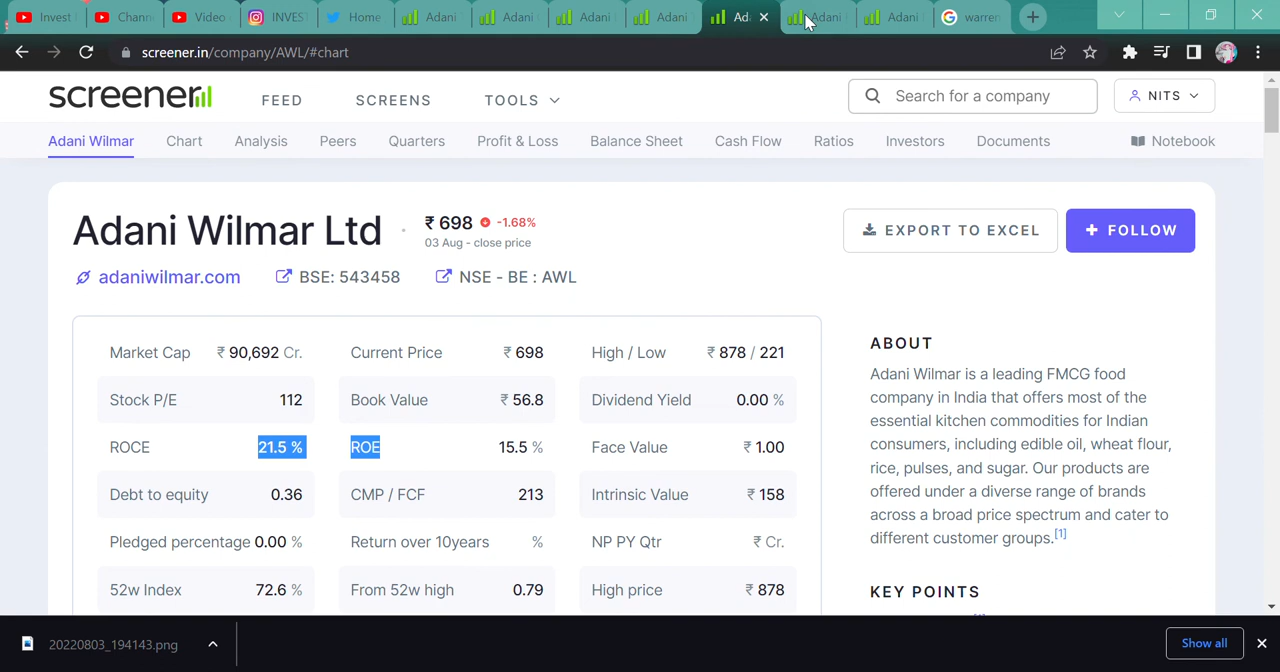 Invest
Chann
Video
INVES
Home
Adani
Adani
Adani
Adani
Ad
Adani
Adani
warren
screener.in/company/AWL/#chart
screener
FEED
SCREENS
TOOLS
Search for a company
NITS
Adani Wilmar
Chart
Analysis
Peers
Quarters
Profit & Loss
Balance Sheet
Cash Flow
Ratios
Investors
Documents
Notebook
Adani Wilmar Ltd
₹ 698 -1.68%
03 Aug - close price
EXPORT TO EXCEL
+ FOLLOW
adaniwilmar.com
BSE: 543458
NSE - BE : AWL
Market Cap ₹ 90,692 Cr.
Current Price ₹ 698
High / Low ₹ 878 / 221
Stock P/E 112
Book Value ₹ 56.8
Dividend Yield 0.00 %
ROCE 21.5 %
ROE 15.5 %
Face Value ₹ 1.00
Debt to equity 0.36
CMP / FCF 213
Intrinsic Value ₹ 158
Pledged percentage 0.00 %
Return over 10years %
NP PY Qtr ₹ Cr.
52w Index 72.6 %
From 52w high 0.79
High price ₹ 878
ABOUT
Adani Wilmar is a leading FMCG food
company in India that offers most of the
essential kitchen commodities for Indian
consumers, including edible oil, wheat flour,
rice, pulses, and sugar. Our products are
offered under a diverse range of brands
across a broad price spectrum and cater to
different customer groups.[1]
KEY POINTS
20220803_194143.png
Show all